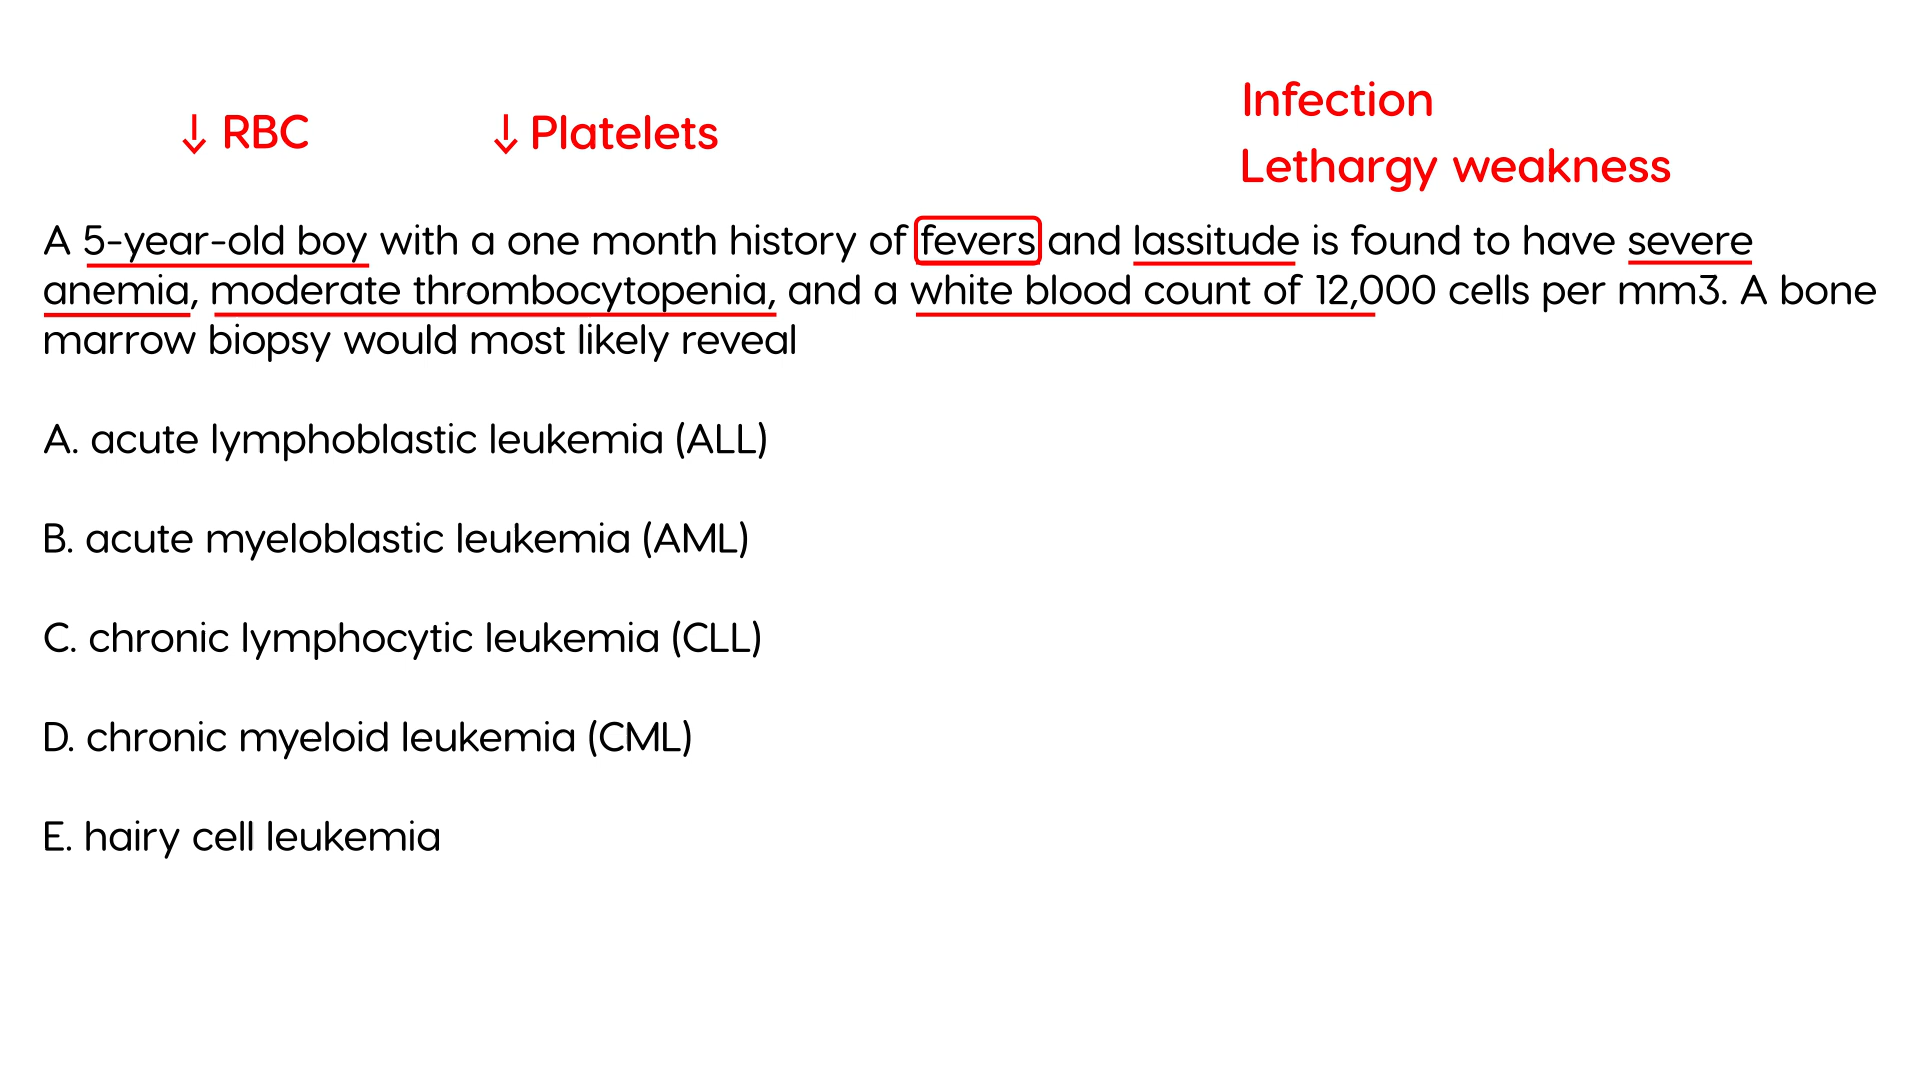 Infection
↓ RBC
↓ Platelets
Lethargy weakness
A 5-year-old boy with a one month history of fevers and lassitude is found to have severe
anemia, moderate thrombocytopenia, and a white blood count of 12,000 cells per mm3. A bone
marrow biopsy would most likely reveal
A. acute lymphoblastic leukemia (ALL)
B. acute myeloblastic leukemia (AML)
C. chronic lymphocytic leukemia (CLL)
D. chronic myeloid leukemia (CML)
E. hairy cell leukemia